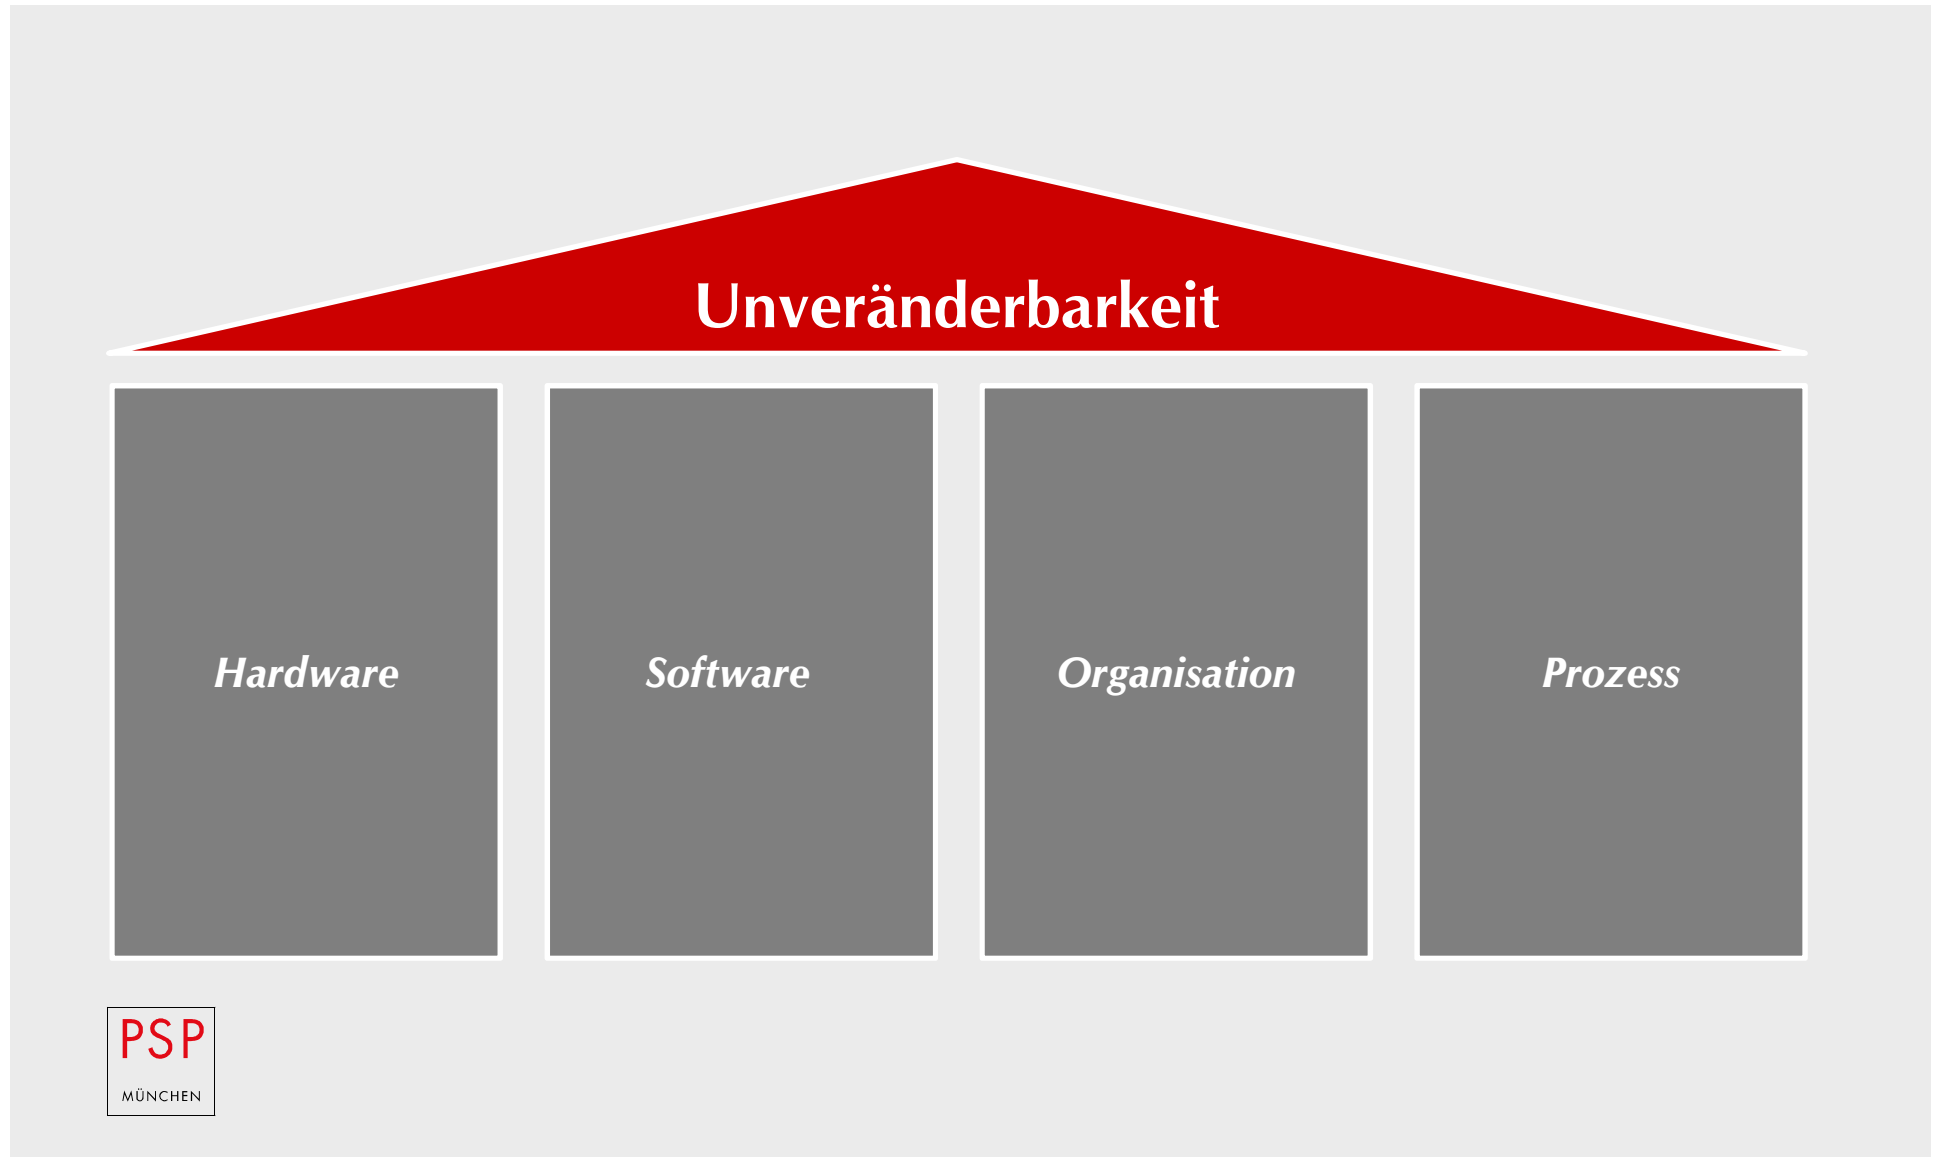 Unveränderbarkeit
Hardware
Software
Organisation
Prozess
PSP
MÜNCHEN